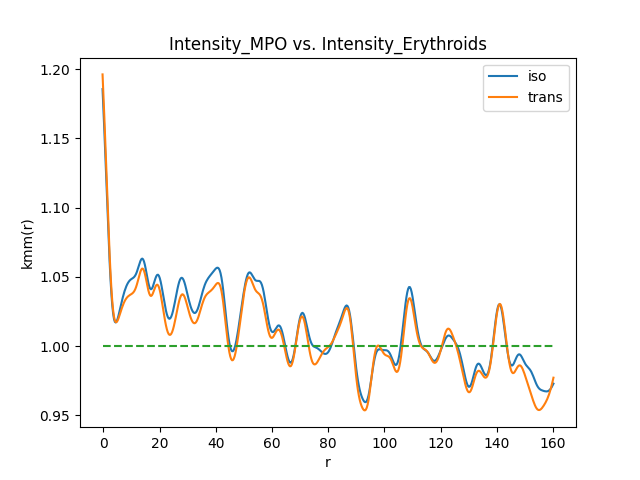 Intensity_MPO vs. Intensity_Erythroids
iso
trans
1.20
1.15
1.10
1.05
1.00
0.95
kmm(r)
0 20 40 60 80 100 120 140 160
r